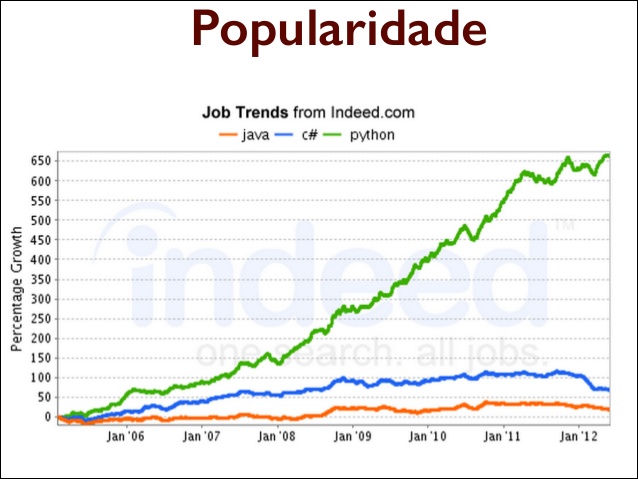 Popularidade
Job Trends from Indeed.com
java c# python
Percentage Growth
650
600
550
500
450
400
350
300
250
200
150
100
50
0
indeed™
one search. all jobs.
Jan'06 Jan'07 Jan'08 Jan'09 Jan'10 Jan'11 Jan'12